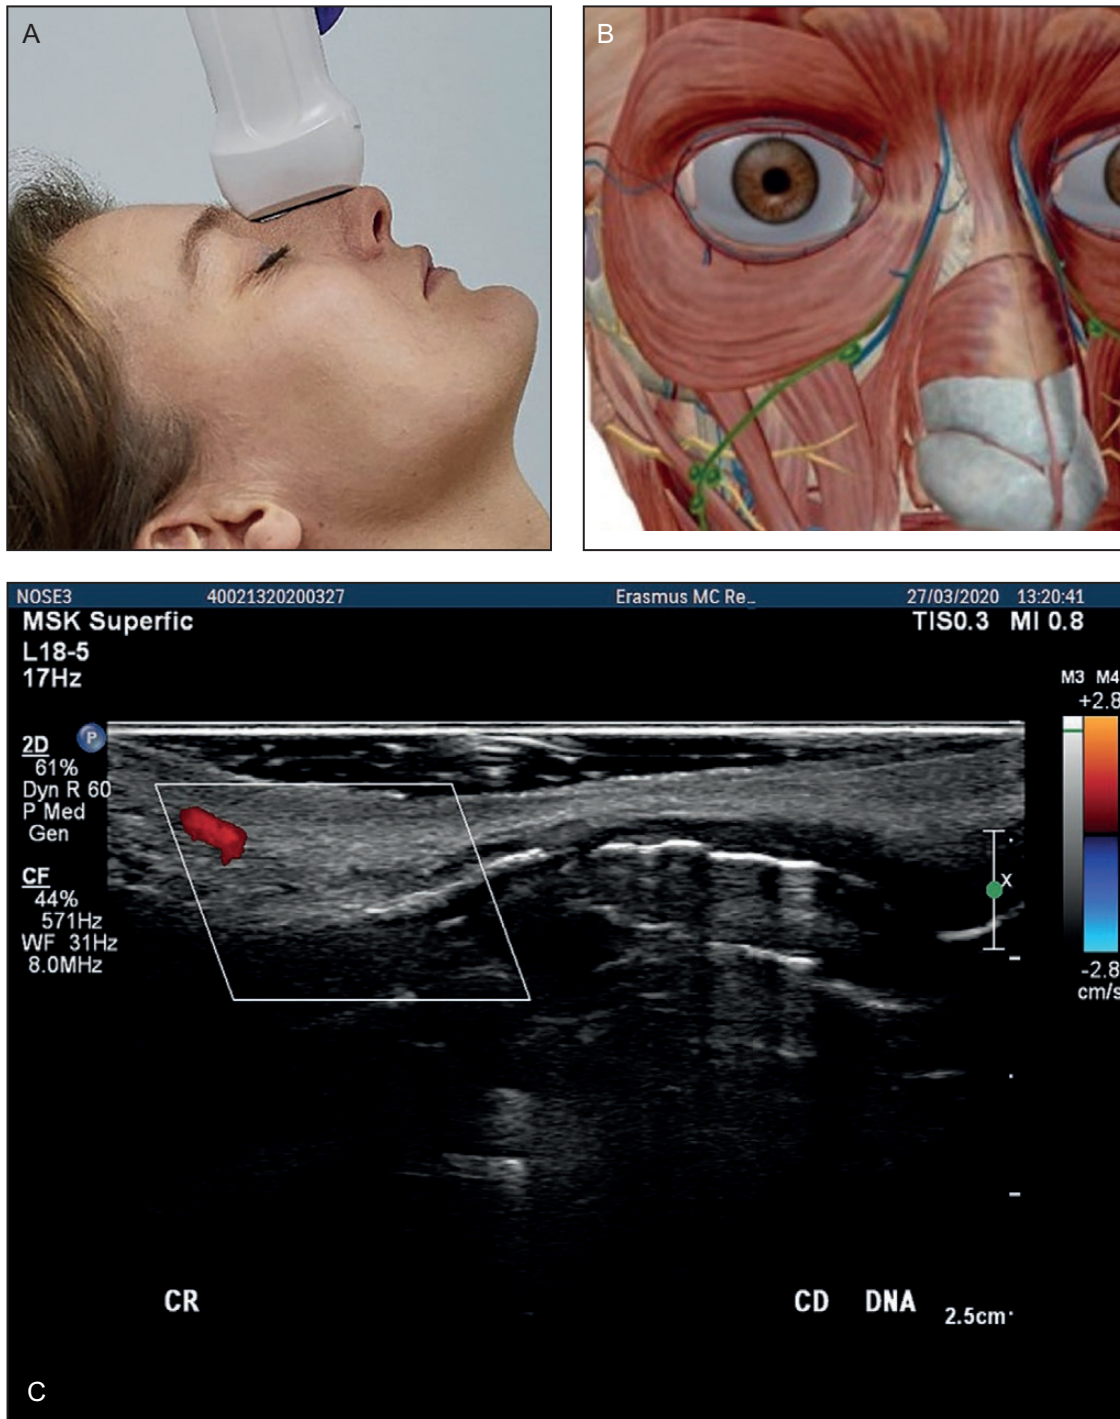 A
B
NOSE3 40021320200327 Erasmus MC Re_ 27/03/2020 13:20:41
MSK Superfic TIS0.3 MI 0.8
L18-5
17Hz
M3 M4
+2.8
P
2D
61%
Dyn R 60
P Med
Gen
CF
44%
571Hz
WF 31Hz
8.0MHz
x
-2.8
cm/s
CR CD DNA 2.5cm
C